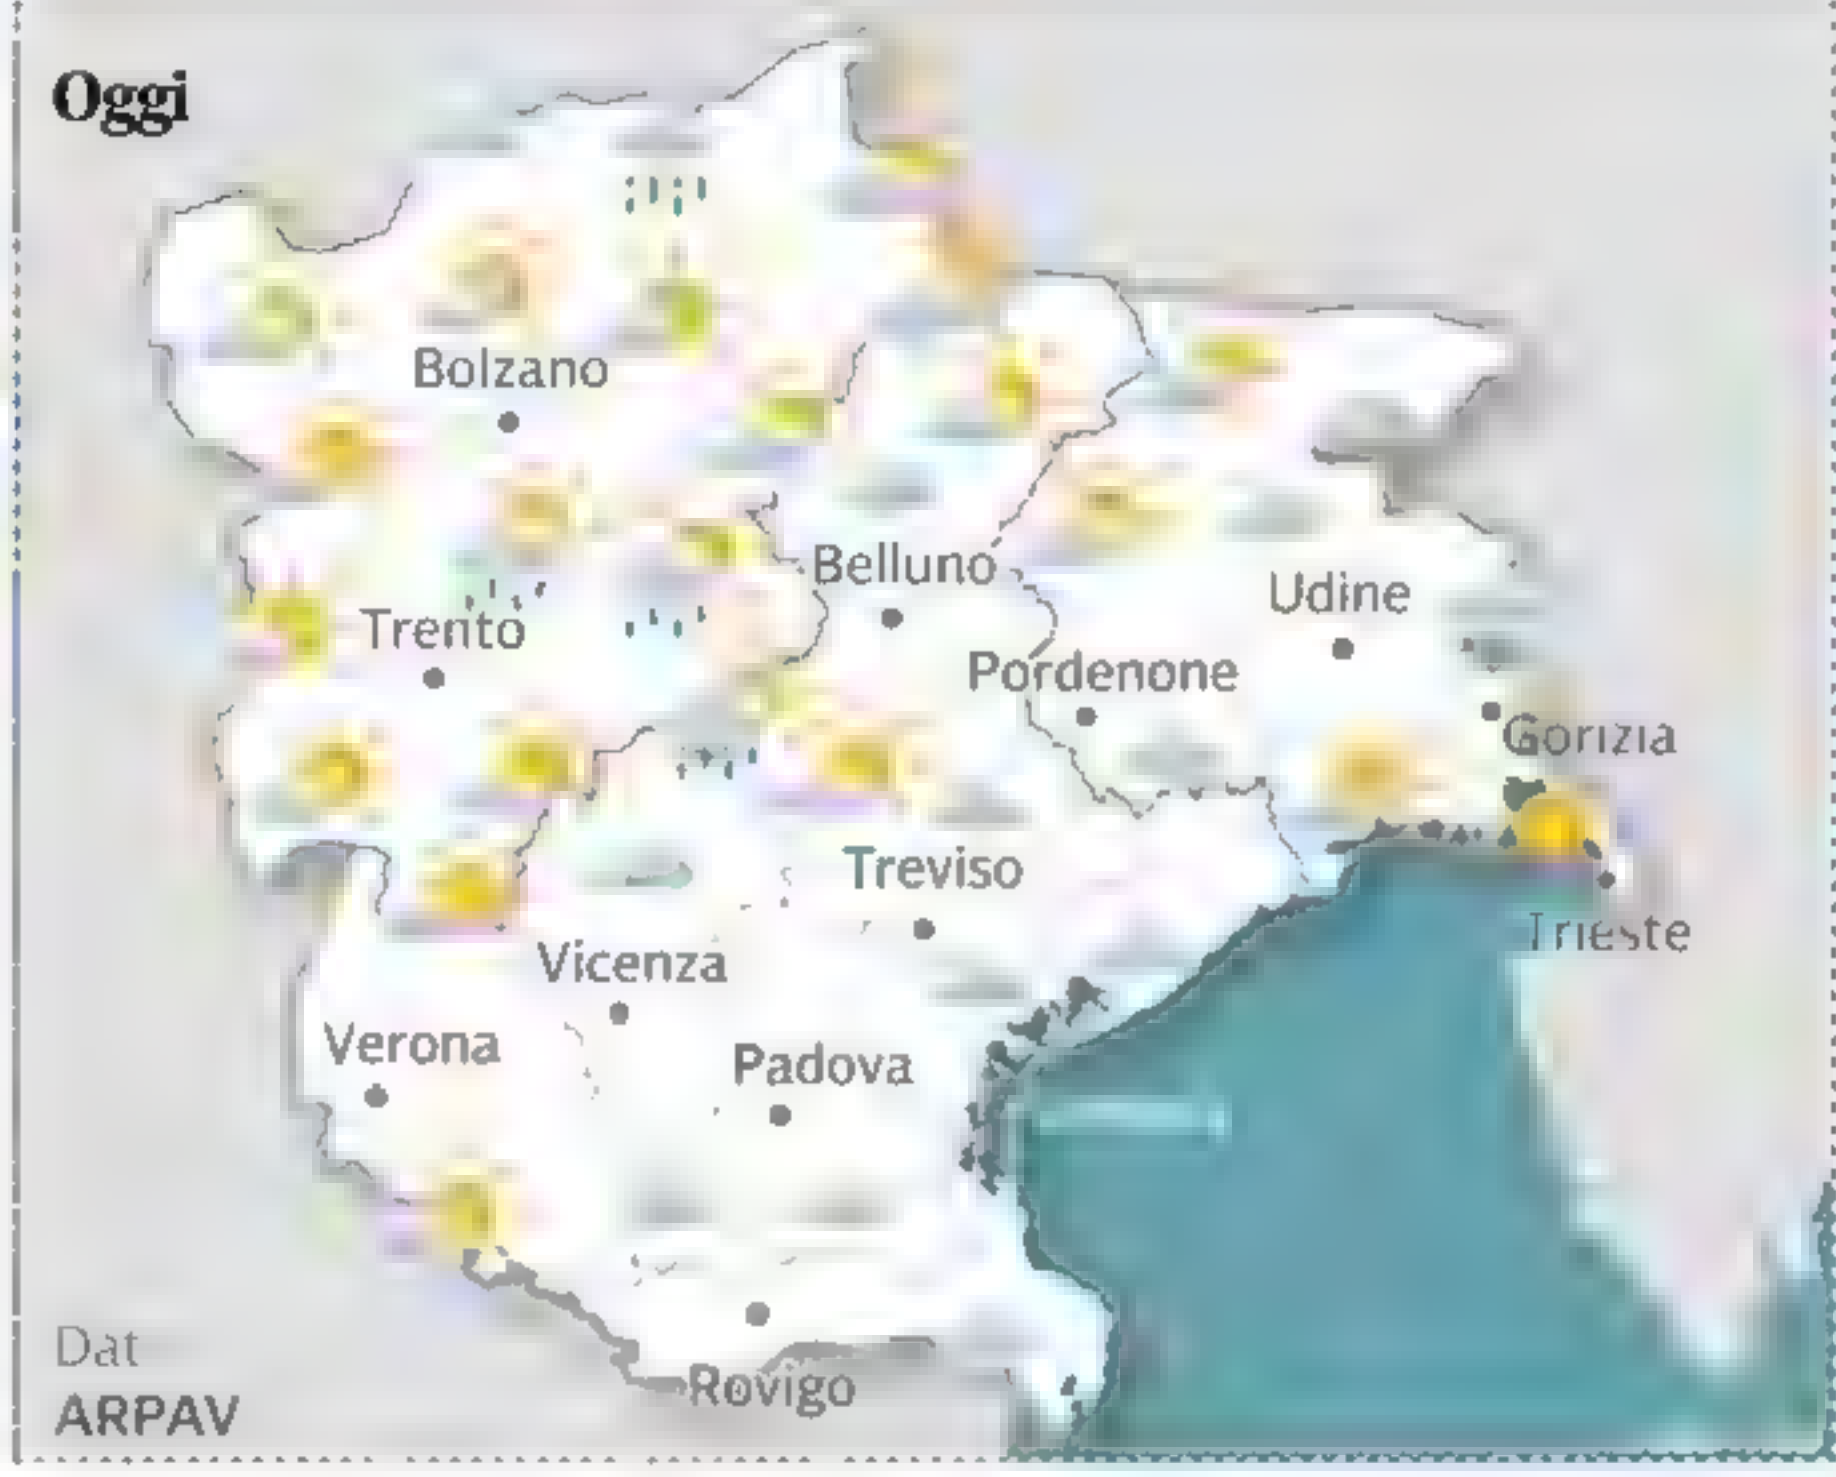 Oggi
Bolzano
Belluno
Udine
Trento
Pordenone
Gorizia
Treviso
Trieste
Vicenza
Verona
Padova
Dat
Rovigo
ARPAV